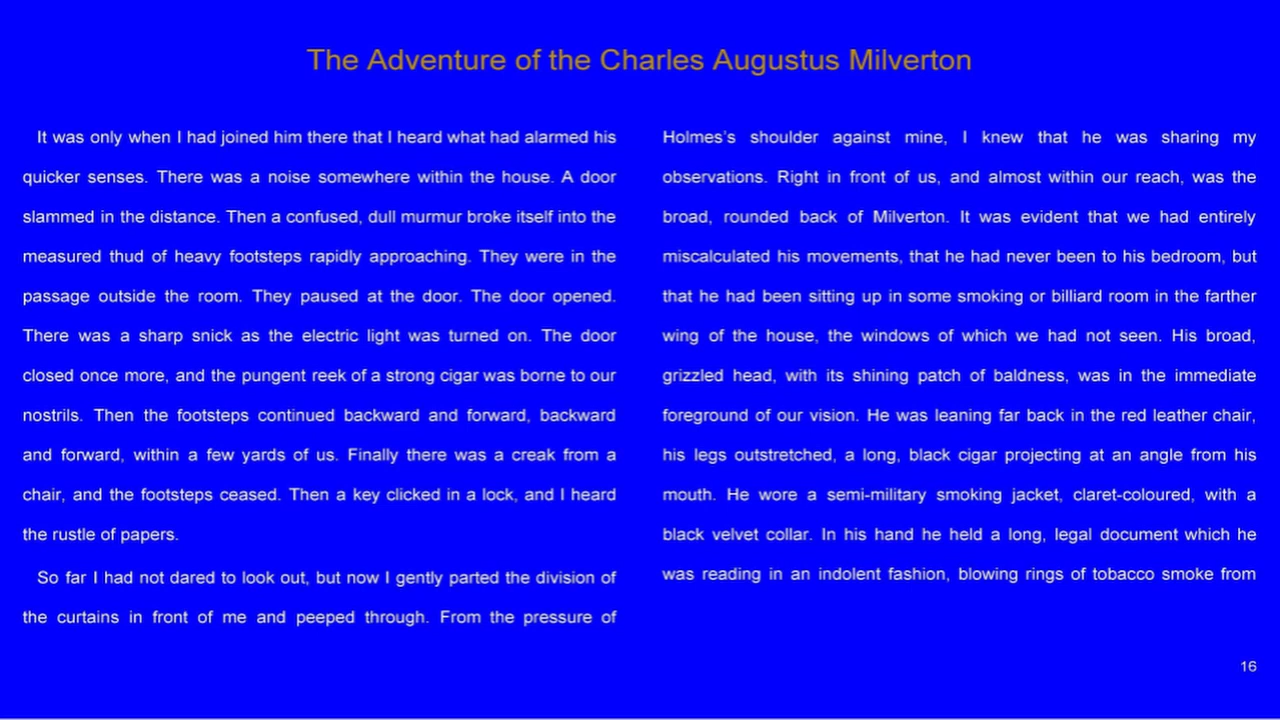 The Adventure of the Charles Augustus Milverton
It was only when I had joined him there that I heard what had alarmed his
quicker senses. There was a noise somewhere within the house. A door
slammed in the distance. Then a confused, dull murmur broke itself into the
measured thud of heavy footsteps rapidly approaching. They were in the
passage outside the room. They paused at the door. The door opened.
There was a sharp snick as the electric light was turned on. The door
closed once more, and the pungent reek of a strong cigar was borne to our
nostrils. Then the footsteps continued backward and forward, backward
and forward, within a few yards of us. Finally there was a creak from a
chair, and the footsteps ceased. Then a key clicked in a lock, and I heard
the rustle of papers.
So far I had not dared to look out, but now I gently parted the division of
the curtains in front of me and peeped through. From the pressure of
Holmes's shoulder against mine, I knew that he was sharing my
observations. Right in front of us, and almost within our reach, was the
broad, rounded back of Milverton. It was evident that we had entirely
miscalculated his movements, that he had never been to his bedroom, but
that he had been sitting up in some smoking or billiard room in the farther
wing of the house, the windows of which we had not seen. His broad,
grizzled head, with its shining patch of baldness, was in the immediate
foreground of our vision. He was leaning far back in the red leather chair,
his legs outstretched, a long, black cigar projecting at an angle from his
mouth. He wore a semi-military smoking jacket, claret-coloured, with a
black velvet collar. In his hand he held a long, legal document which he
was reading in an indolent fashion, blowing rings of tobacco smoke from
16